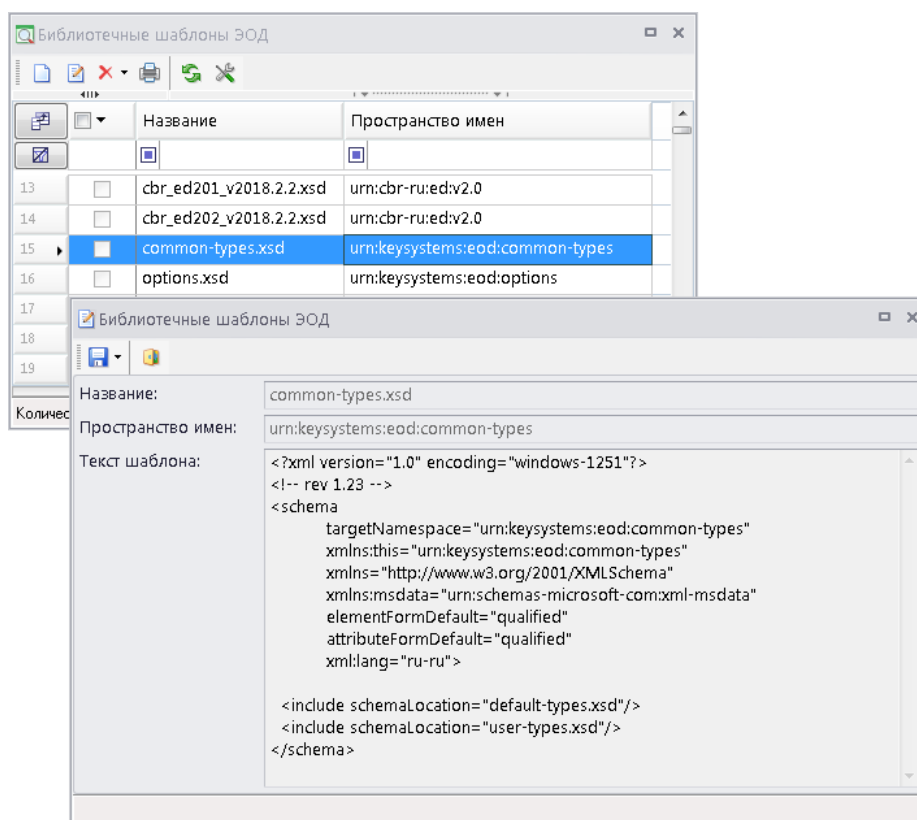 Библиотечные шаблоны ЭОД
Название Пространство имен
13 cbr_ed201_v2018.2.2.xsd urn:cbr-ru:ed:v2.0
14 cbr_ed202_v2018.2.2.xsd urn:cbr-ru:ed:v2.0
15 common-types.xsd urn:keysystems:eod:common-types
16 options.xsd urn:keysystems:eod:options
17
18
19
Количес
Библиотечные шаблоны ЭОД
Название: common-types.xsd
Пространство имен: urn:keysystems:eod:common-types
Текст шаблона: <?xml version="1.0" encoding="windows-1251"?>
<!-- rev 1.23 -->
<schema
targetNamespace="urn:keysystems:eod:common-types"
xmlns:this="urn:keysystems:eod:common-types"
xmlns="http://www.w3.org/2001/XMLSchema"
xmlns:msdata="urn:schemas-microsoft-com:xml-msdata"
elementFormDefault="qualified"
attributeFormDefault="qualified"
xml:lang="ru-ru">
<include schemaLocation="default-types.xsd"/>
<include schemaLocation="user-types.xsd"/>
</schema>